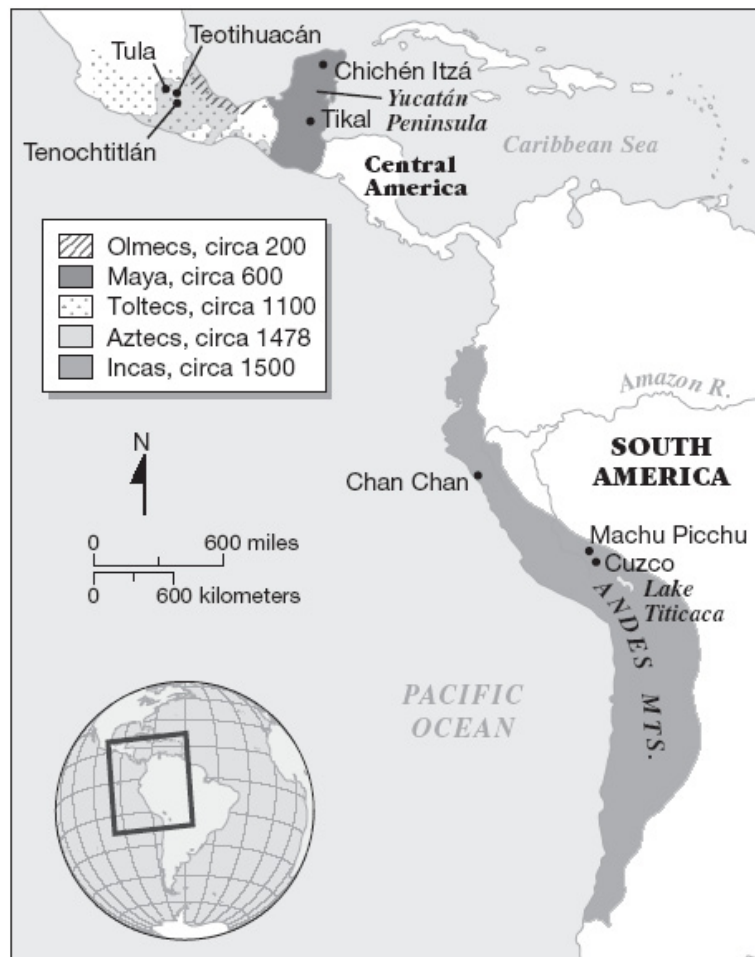 Teotihuacán
Tula
Chichén Itzá
Yucatán
Peninsula
Tikal
Tenochtitlán
Caribbean Sea
Central
America
Olmecs, circa 200
Maya, circa 600
Toltecs, circa 1100
Aztecs, circa 1478
Incas, circa 1500
Amazon R.
N
SOUTH
AMERICA
Chan Chan
0 600 miles
0 600 kilometers
Machu Picchu
Cuzco
Lake
Titicaca
ANDES MTS.
PACIFIC
OCEAN